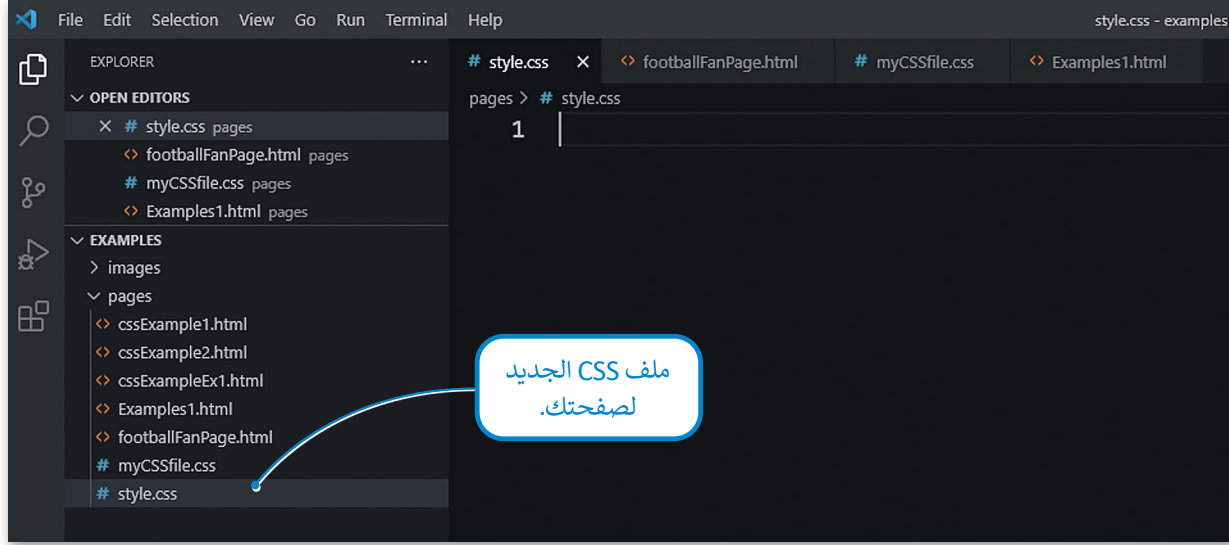 File Edit Selection View Go Run Terminal Help
style.css - examples
EXPLORER ...
OPEN EDITORS
style.css pages
footballFanPage.html pages
myCSSfile.css pages
Examples1.html pages
EXAMPLES
images
pages
cssExample1.html
cssExample2.html
cssExampleEx1.html
Examples1.html
footballFanPage.html
# myCSSfile.css
# style.css
# style.css footballFanPage.html # myCSSfile.css Examples1.html
pages > # style.css
1
ملف CSS الجديد
لصفحتك.